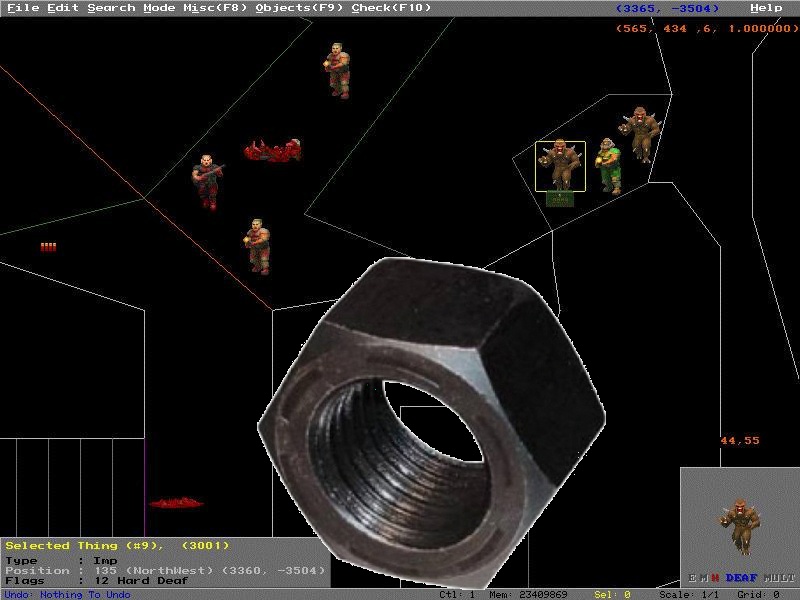 File Edit Search Mode Misc(F8) Objects(F9) Check(F10) (3365, -3504) Help
(565, 434 ,6, 1.000000)
44,55
Selected Thing (#9), (3001)
Type : Imp
Position : 135 (NorthWest) (3360, -3504)
Flags : 12 Hard Deaf
E M H DEAF MULT
Undo: Nothing To Undo Ctl: 1 Mem: 23409869 Sel: 0 Scale: 1/1 Grid: 0